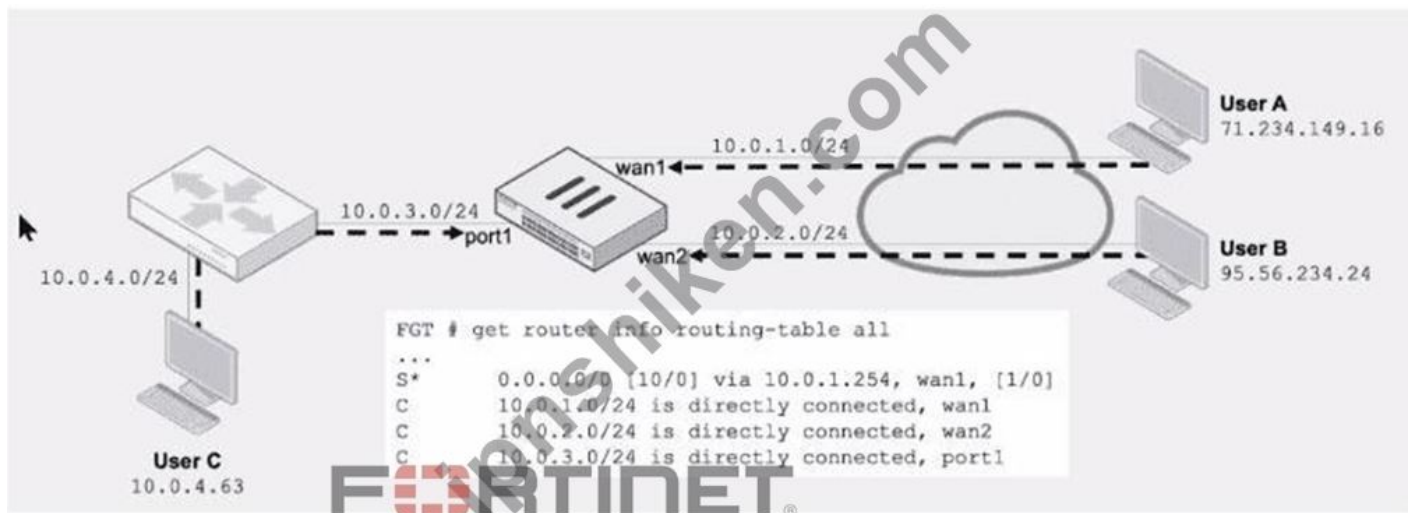 User A
71.234.149.16
10.0.1.0/24
wan1
10.0.3.0/24
port1
10.0.2.0/24
wan2
User B
95.56.234.24
10.0.4.0/24
FGT # get router info routing-table all
...
S* 0.0.0.0/0 [10/0] via 10.0.1.254, wan1, [1/0]
C 10.0.1.0/24 is directly connected, wan1
C 10.0.2.0/24 is directly connected, wan2
C 10.0.3.0/24 is directly connected, port1
User C
10.0.4.63
FORTINET®
jpnshiken.com